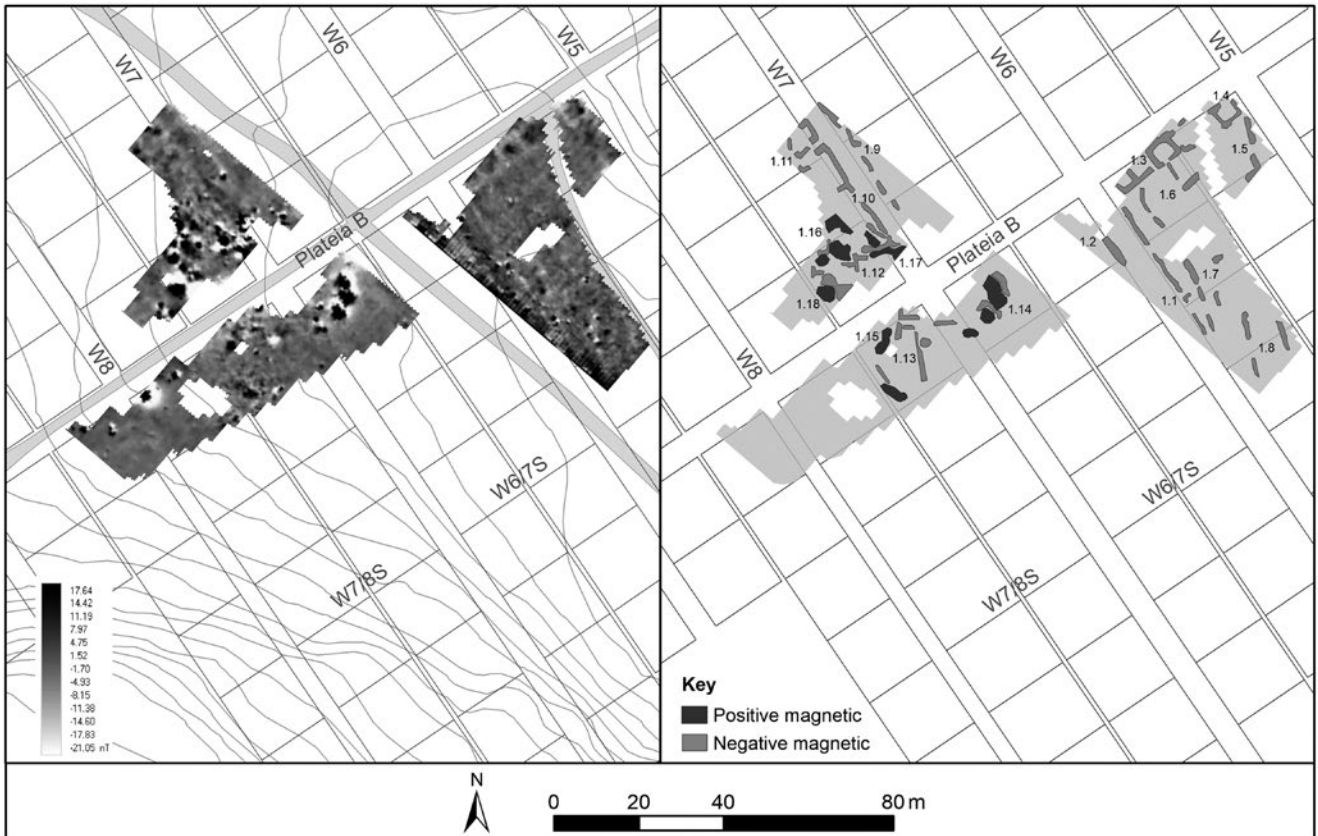 W7
W6
W5
Plateia B
W8
W6/7S
W7/8S
17.64
14.42
11.19
7.97
4.75
1.52
-1.70
-4.93
-8.15
-11.38
-14.60
-17.83
-21.05 nT
W7
W6
W5
1.4
1.9
1.5
1.3
1.11
1.6
1.10
1.16
1.2
Plateia B
1.17
1.12
1.7
1.18
1.1
1.14
1.15
1.13
1.8
W8
W6/7S
W7/8S
Key
Positive magnetic
Negative magnetic
N
0 20 40 80 m